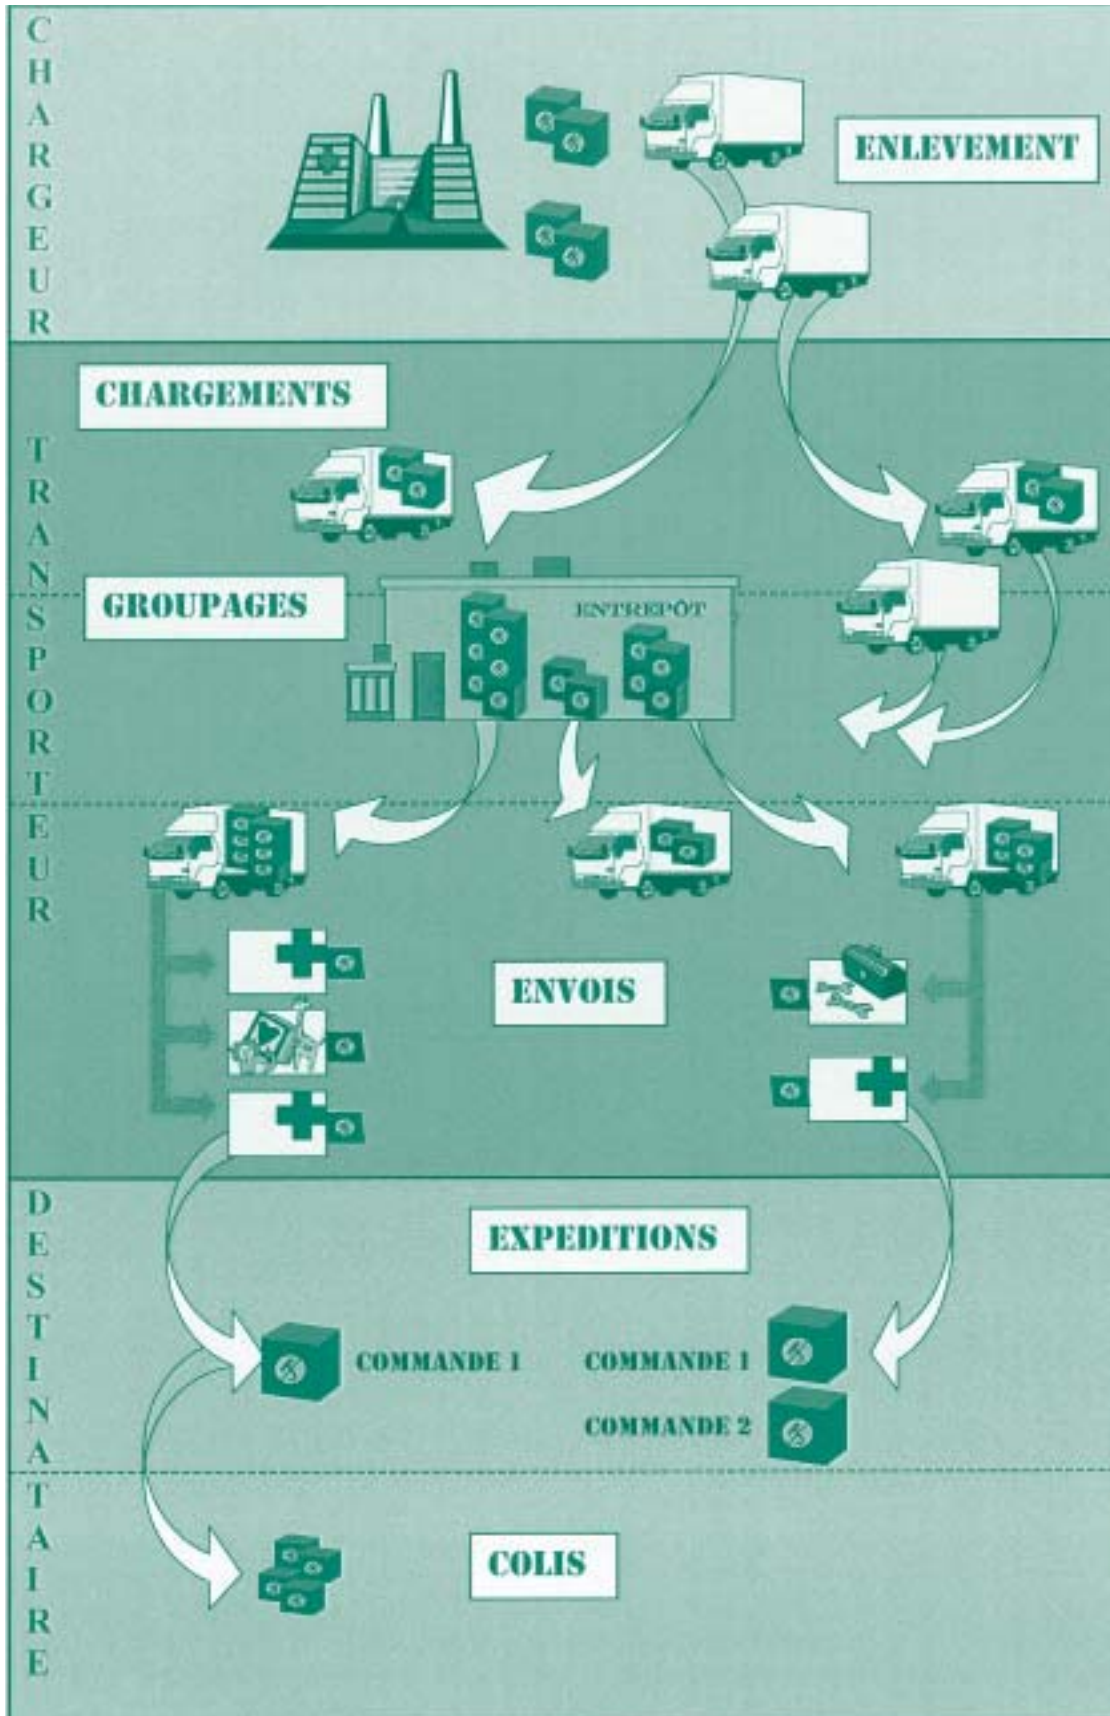 CHARGEUR
ENLEVEMENT
TRANSPORTEUR
CHARGEMENTS
GROUPAGES
ENTREPÔT
ENVOIS
DESTINATAIRE
EXPEDITIONS
COMMANDE 1
COMMANDE 1
COMMANDE 2
COLIS